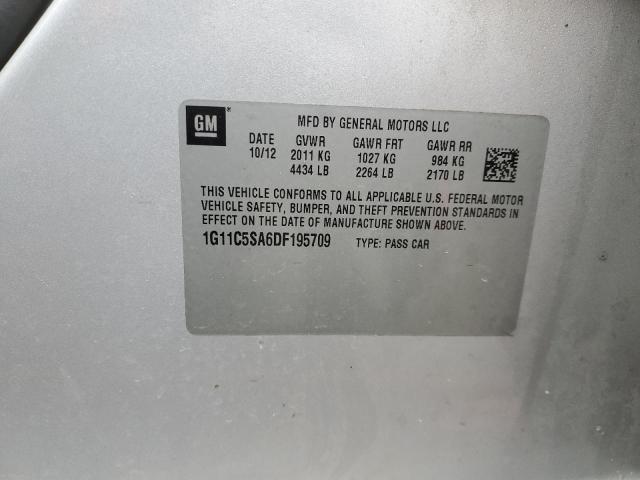 GM
MFD BY GENERAL MOTORS LLC
DATE GVWR GAWR FRT GAWR RR
10/12 2011 KG 1027 KG 984 KG
4434 LB 2264 LB 2170 LB
THIS VEHICLE CONFORMS TO ALL APPLICABLE U.S. FEDERAL MOTOR
VEHICLE SAFETY, BUMPER, AND THEFT PREVENTION STANDARDS IN
EFFECT ON THE DATE OF MANUFACTURE SHOWN ABOVE.
1G11C5SA6DF195709 TYPE: PASS CAR